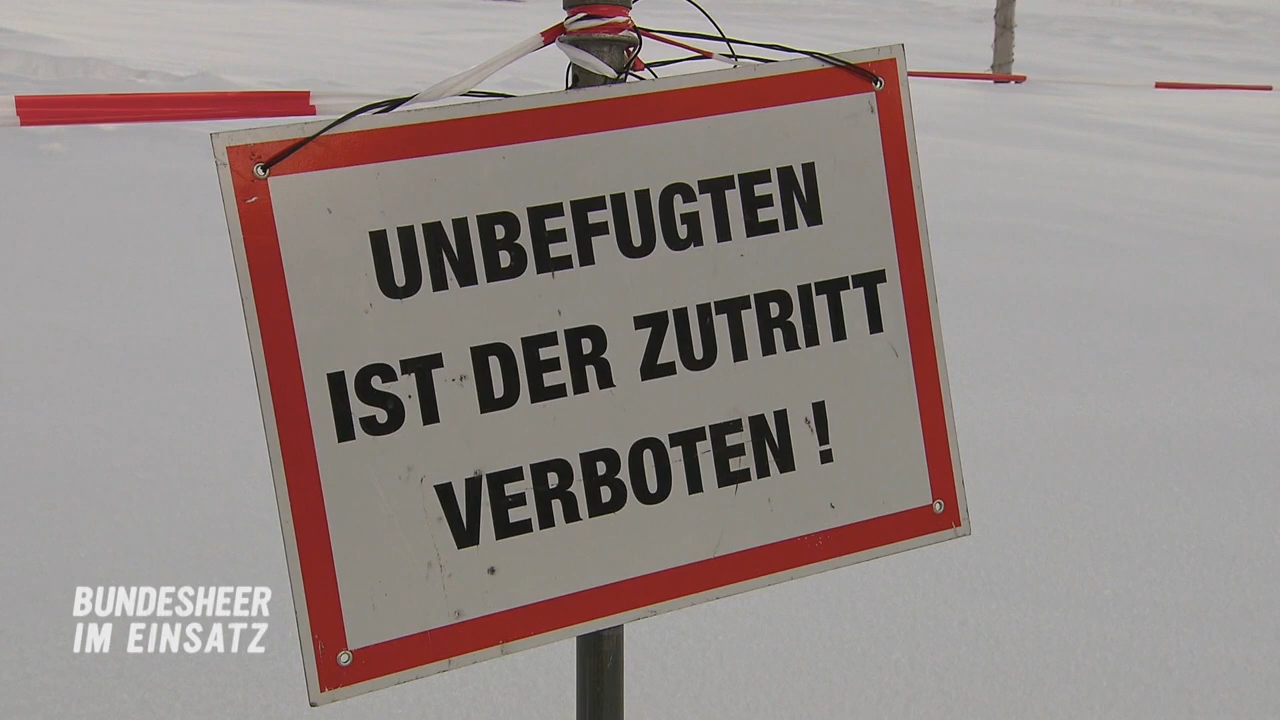 UNBEFUGTEN
IST DER ZUTRITT
VERBOTEN !
BUNDESHEER
IM EINSATZ